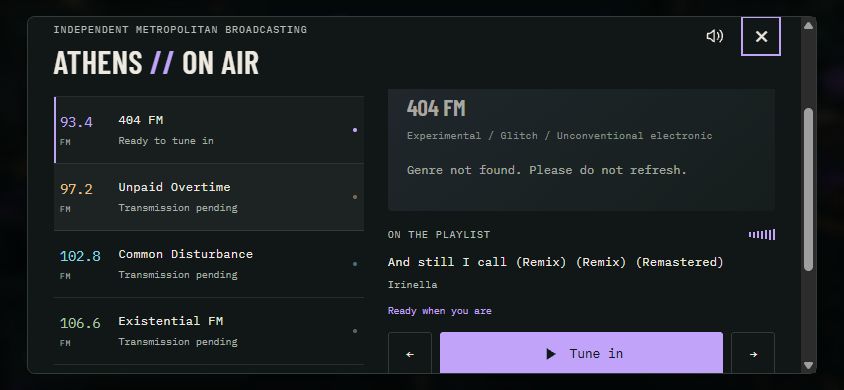 INDEPENDENT METROPOLITAN BROADCASTING
ATHENS // ON AIR
93.4
FM
404 FM
Ready to tune in
97.2
FM
Unpaid Overtime
Transmission pending
102.8
FM
Common Disturbance
Transmission pending
106.6
FM
Existential FM
Transmission pending
404 FM
Experimental / Glitch / Unconventional electronic
Genre not found. Please do not refresh.
ON THE PLAYLIST
And still I call (Remix) (Remix) (Remastered)
Irinella
Ready when you are
← ▶ Tune in →